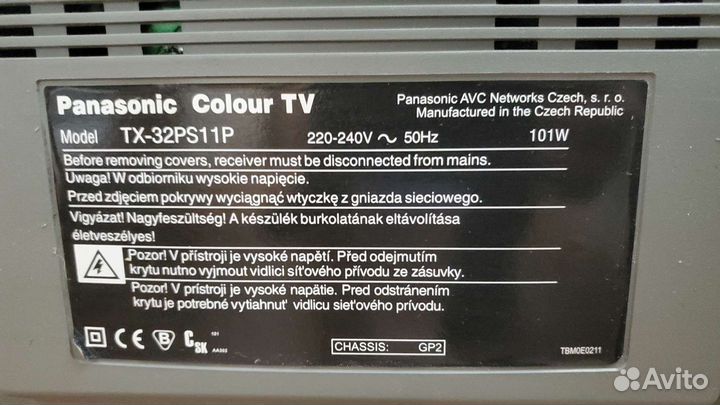 Panasonic Colour TV
Panasonic AVC Networks Czech, s. r. o.
Manufactured in the Czech Republic
Model TX-32PS11P 220-240V ~ 50Hz 101W
Before removing covers, receiver must be disconnected from mains.
Uwaga! W odbiorniku wysokie napięcie.
Przed zdjęciem pokrywy wyciągnąć wtyczkę z gniazda sieciowego.
Vigyázat! Nagyfeszültség! A készülék burkolatának eltávolítása
életveszélyes!
Pozor! V přístroji je vysoké napětí. Před odejmutím
krytu nutno vyjmout vidlici síťového přívodu ze zásuvky.
Pozor! V prístroji je vysoké napätie. Pred odstránením
krytu je potrebné vytiahnuť vidlicu sieťového prívodu.
CE B CSK 101
AA303
CHASSIS: GP2
TBM0E0211
Avito